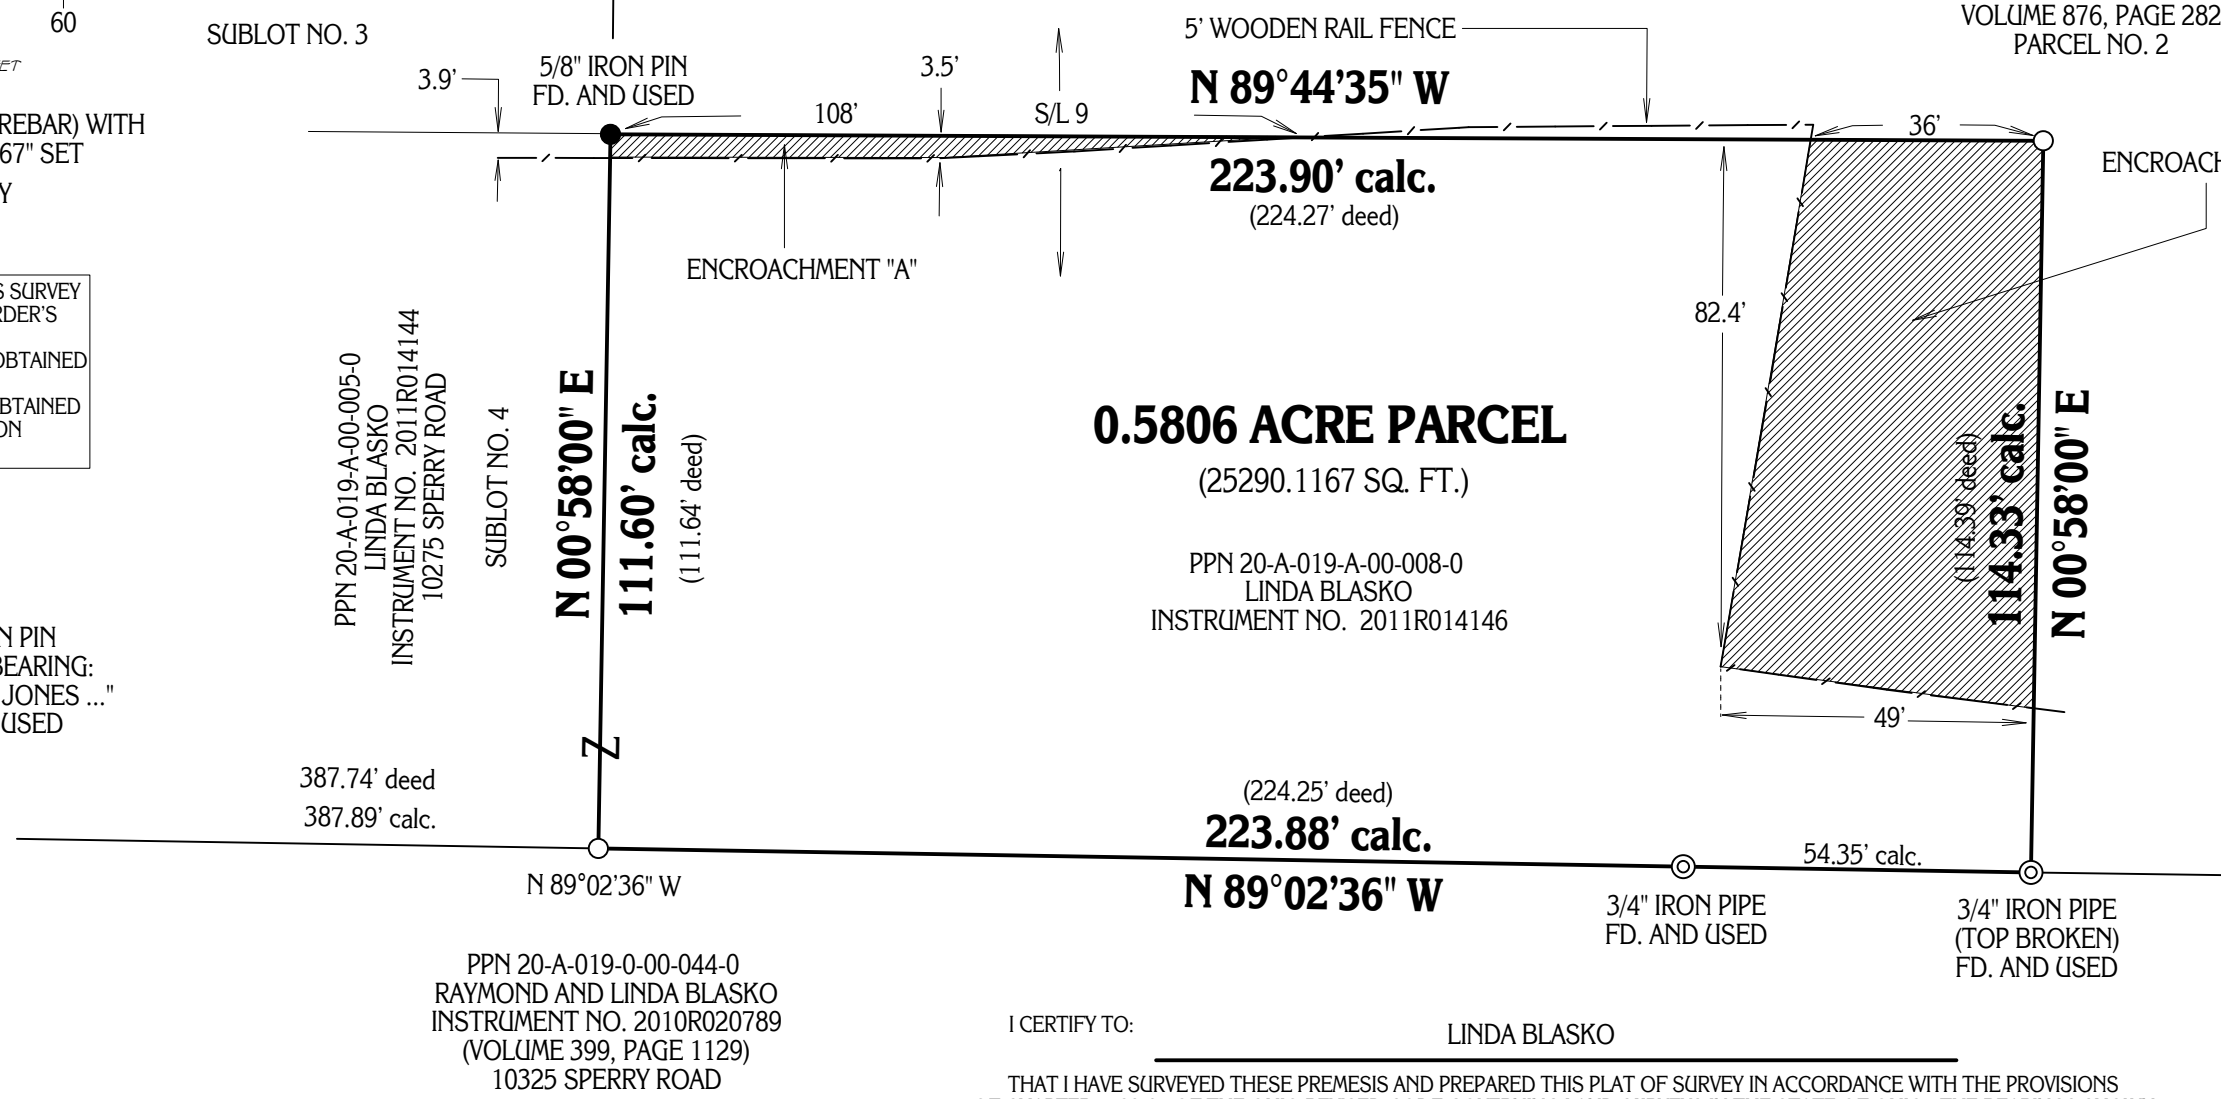 60
SUBLOT NO. 3
REBAR) WITH
67" SET
Y
S SURVEY
OBTAINED
ON
N PIN
BEARING:
JONES ..."
USED
3.9'
5/8" IRON PIN
FD. AND USED
108'
3.5'
S/L 9
5' WOODEN RAIL FENCE
N 89°44'35" W
223.90' calc.
(224.27' deed)
VOLUME 876, PAGE 282
PARCEL NO. 2
36'
ENCROACH
ENCROACHMENT "A"
82.4'
PPN 20-A-019-A-00-005-0
LINDA BLASKO
INSTRUMENT NO. 2011R014144
10275 SPERRY ROAD
SUBLOT NO. 4
N 00°58'00" E
111.60' calc.
(111.64' deed)
0.5806 ACRE PARCEL
(25290.1167 SQ. FT.)
PPN 20-A-019-A-00-008-0
LINDA BLASKO
INSTRUMENT NO. 2011R014146
(114.39' deed)
114.33' calc.
N 00°58'00" E
49'
Z
387.74' deed
387.89' calc.
(224.25' deed)
223.88' calc.
N 89°02'36" W
54.35' calc.
N 89°02'36" W
3/4" IRON PIPE
FD. AND USED
3/4" IRON PIPE
(TOP BROKEN)
FD. AND USED
PPN 20-A-019-0-00-044-0
RAYMOND AND LINDA BLASKO
INSTRUMENT NO. 2010R020789
(VOLUME 399, PAGE 1129)
10325 SPERRY ROAD
I CERTIFY TO:
LINDA BLASKO
THAT I HAVE SURVEYED THESE PREMESIS AND PREPARED THIS PLAT OF SURVEY IN ACCORDANCE WITH THE PROVISIONS